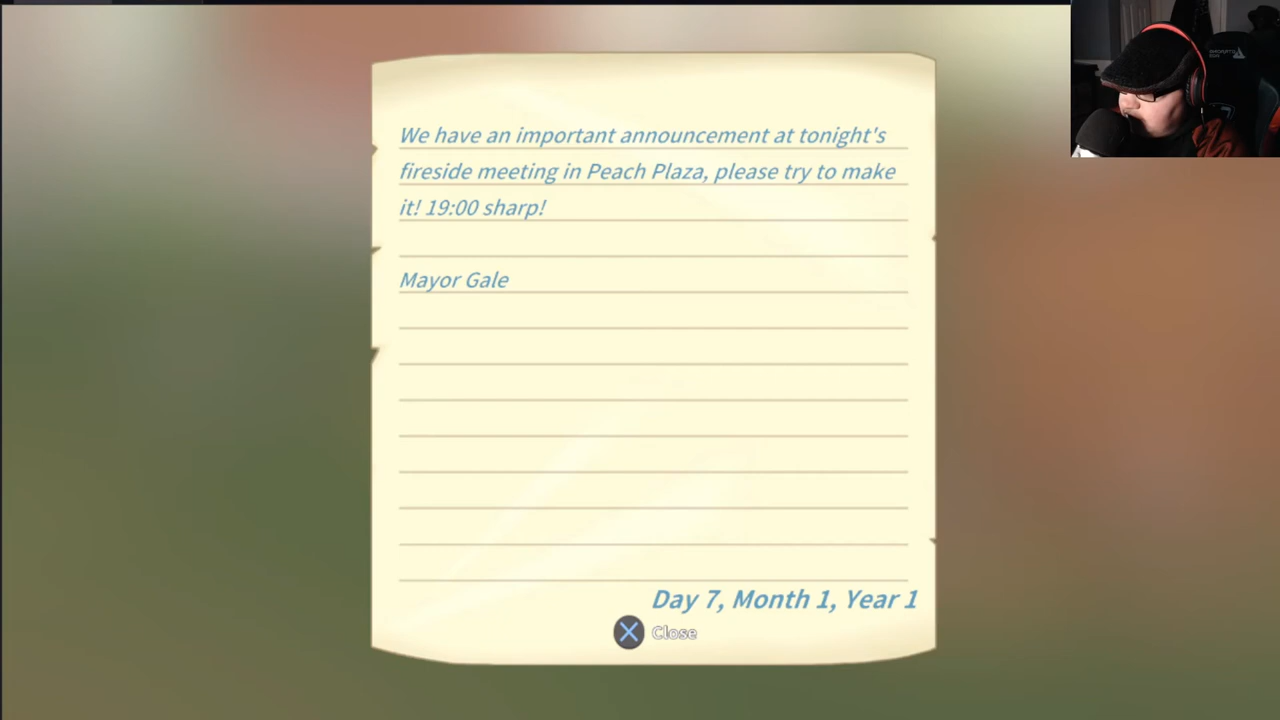 We have an important announcement at tonight's
fireside meeting in Peach Plaza, please try to make
it! 19:00 sharp!
Mayor Gale
Day 7, Month 1, Year 1
Close